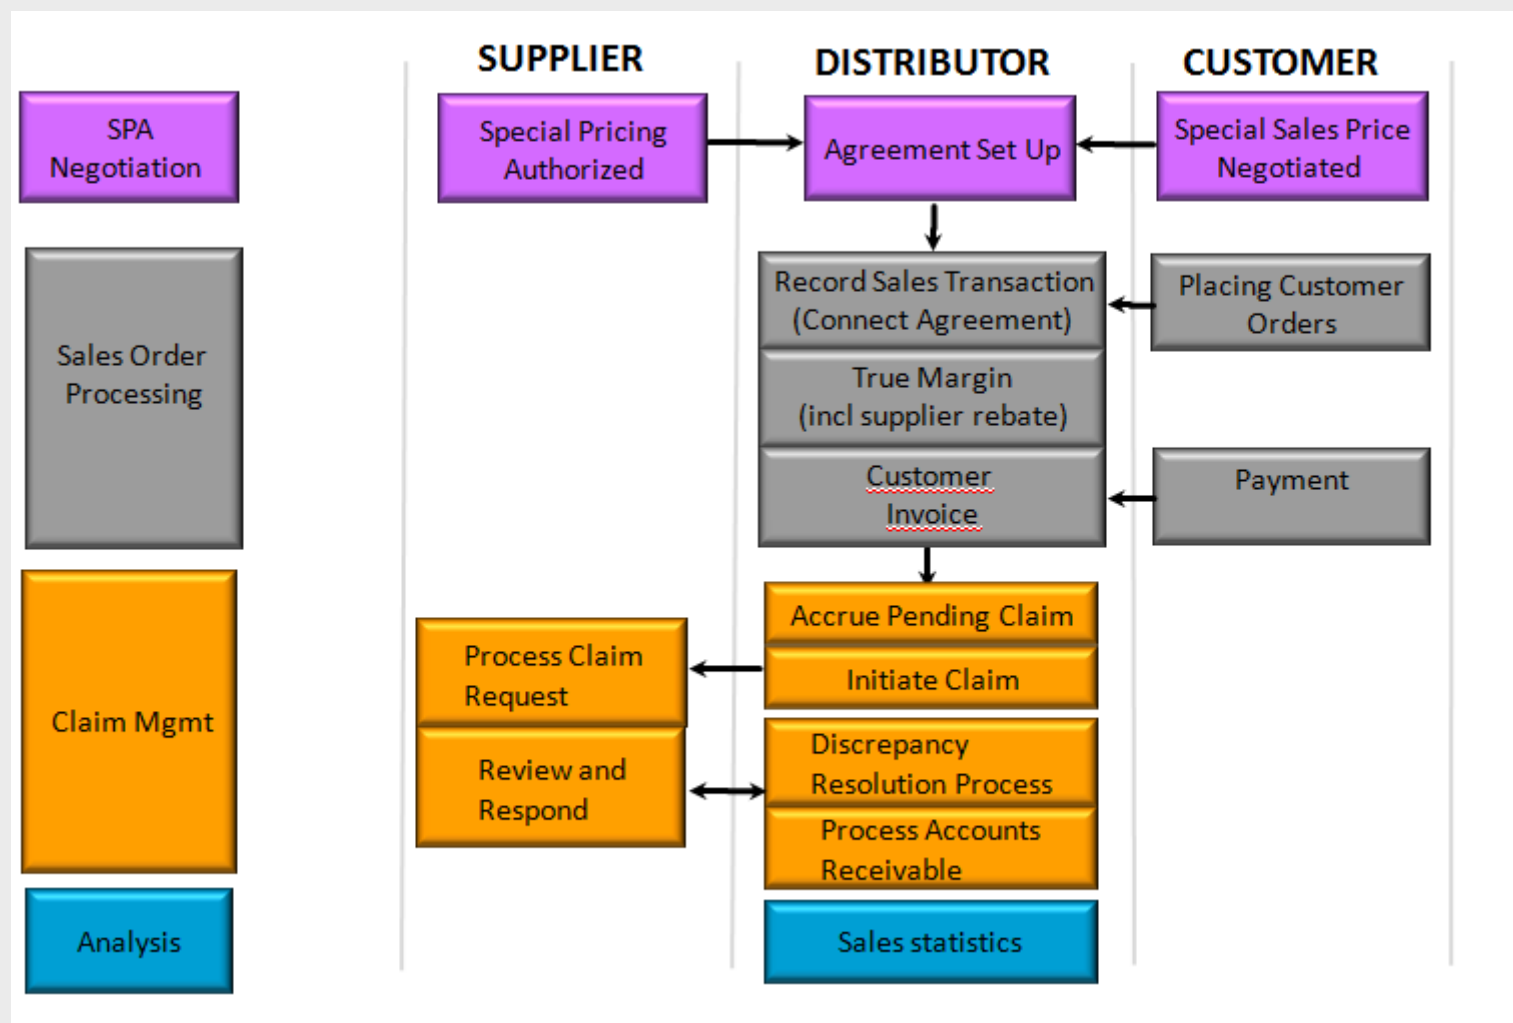 SUPPLIER
DISTRIBUTOR
CUSTOMER
SPA
Negotiation
Special Pricing
Authorized
Agreement Set Up
Special Sales Price
Negotiated
Sales Order
Processing
Record Sales Transaction
(Connect Agreement)
Placing Customer
Orders
True Margin
(incl supplier rebate)
Customer
Invoice
Payment
Claim Mgmt
Process Claim
Request
Accrue Pending Claim
Initiate Claim
Review and
Respond
Discrepancy
Resolution Process
Process Accounts
Receivable
Analysis
Sales statistics